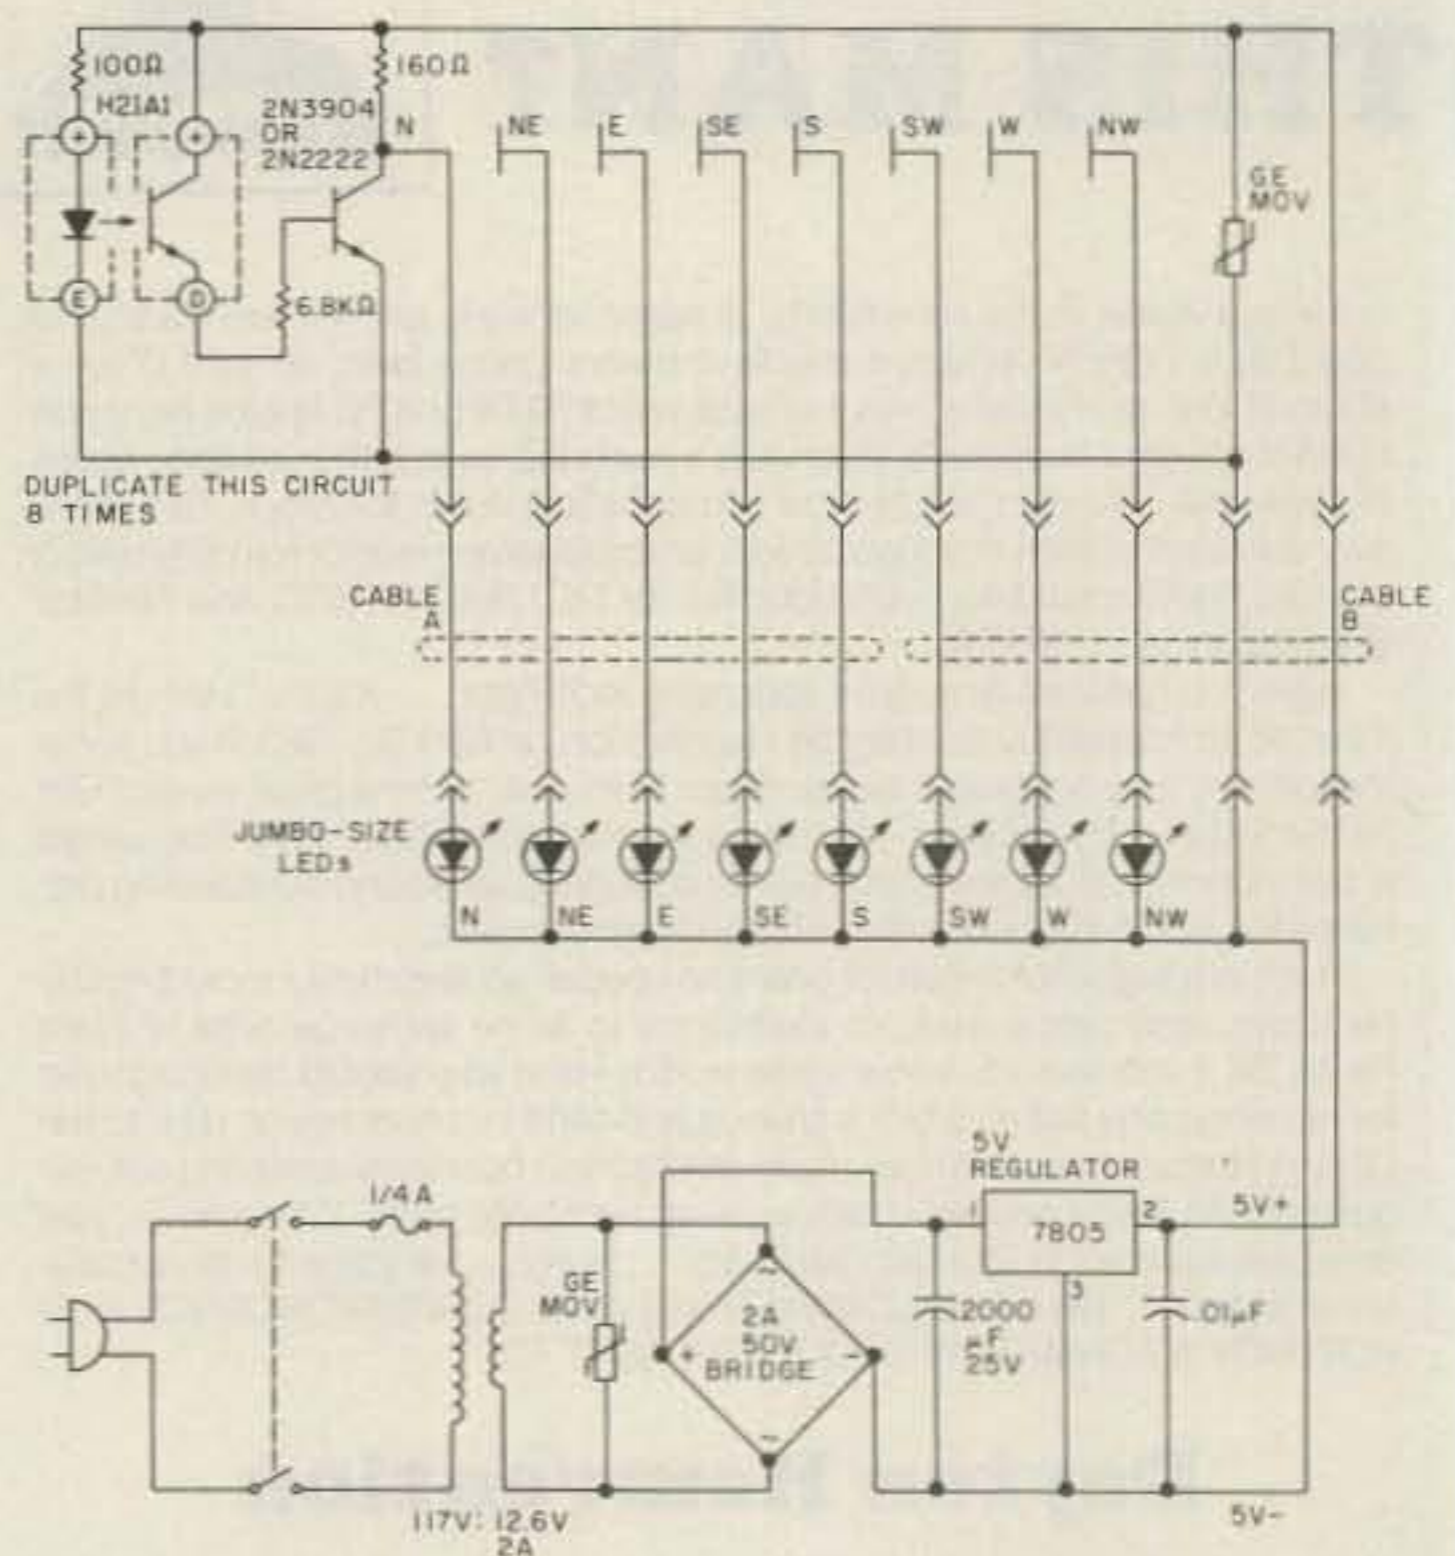 100Ω
H21A1
+
+
E
D
2N3904
OR
2N2222
160Ω
6.8KΩ
N
NE
E
SE
S
SW
W
NW
GE
MOV
DUPLICATE THIS CIRCUIT
8 TIMES
CABLE
A
CABLE
B
JUMBO-SIZE
LEDs
N
NE
E
SE
S
SW
W
NW
5V
REGULATOR
1
7805
2
3
5V+
1/4A
GE
MOV
~
2A
50V
BRIDGE
+
-
~
2000
µF
25V
.01µF
117V:12.6V
2A
5V-